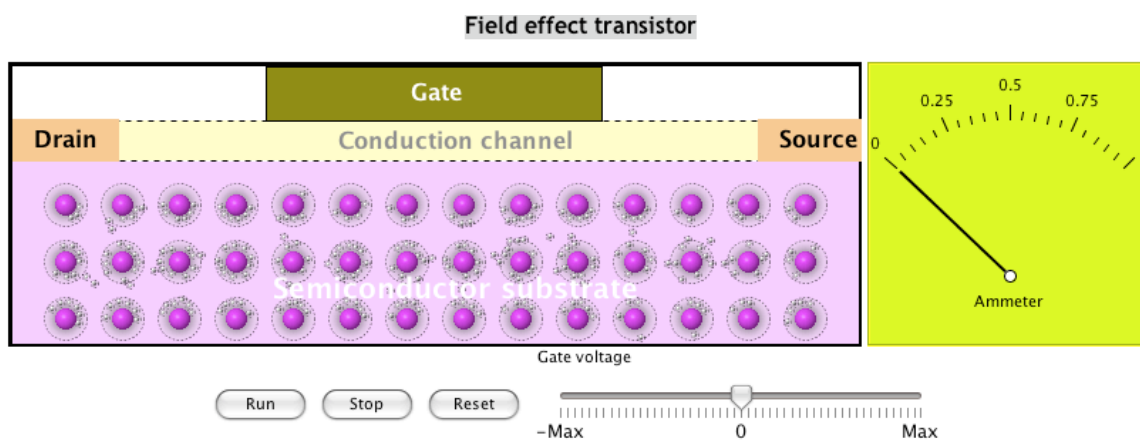 Field effect transistor
Gate
Drain
Conduction channel
Source
Semiconductor substrate
0
0.25
0.5
0.75
Ammeter
Gate voltage
Run
Stop
Reset
-Max
0
Max